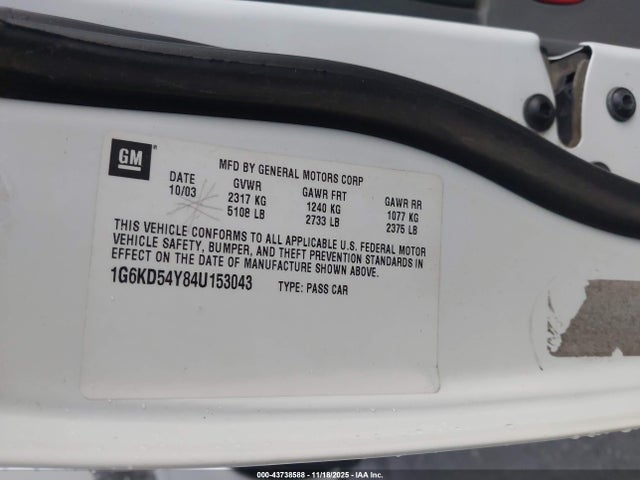 GM
MFD BY GENERAL MOTORS CORP
DATE GVWR GAWR FRT GAWR RR
10/03 2317 KG 1240 KG 1077 KG
5108 LB 2733 LB 2375 LB
THIS VEHICLE CONFORMS TO ALL APPLICABLE U.S. FEDERAL MOTOR
VEHICLE SAFETY, BUMPER, AND THEFT PREVENTION STANDARDS IN
EFFECT ON THE DATE OF MANUFACTURE SHOWN ABOVE.
1G6KD54Y84U153043 TYPE: PASS CAR
000-43738588 - 11/18/2025 - IAA Inc.